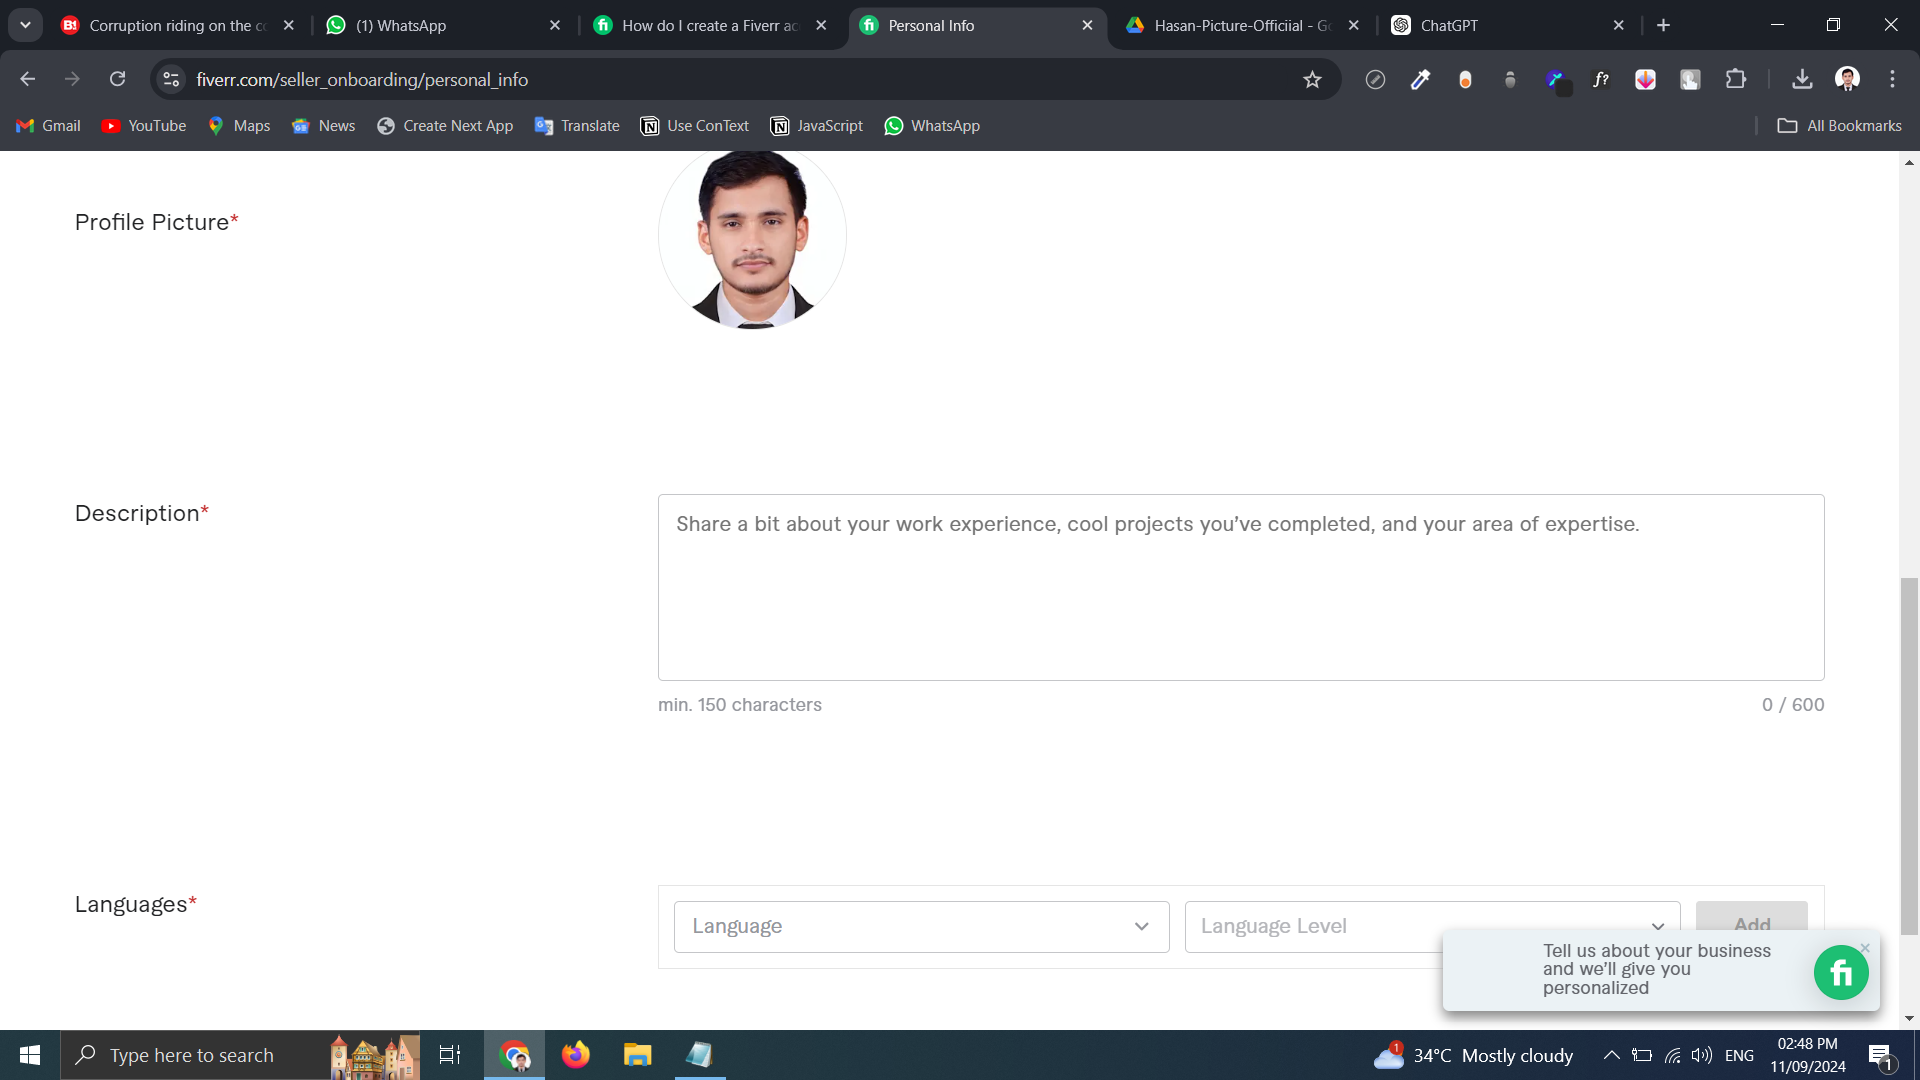 Corruption riding on the co
(1) WhatsApp
How do I create a Fiverr ac
Personal Info
Hasan-Picture-Officiial - Go
ChatGPT
fiverr.com/seller_onboarding/personal_info
Gmail
YouTube
Maps
News
Create Next App
Translate
Use ConText
JavaScript
WhatsApp
All Bookmarks
Profile Picture*
Description*
Share a bit about your work experience, cool projects you've completed, and your area of expertise.
min. 150 characters
0 / 600
Languages*
Language
Language Level
Add
Tell us about your business
and we'll give you
personalized
fi
Type here to search
1
34°C Mostly cloudy
ENG
02:48 PM
11/09/2024
1